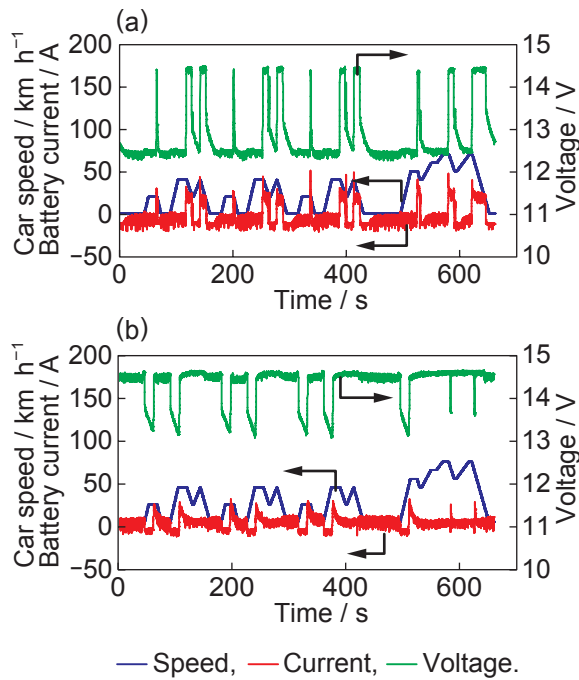 (a)
Car speed / km h⁻¹
Battery current / A
200
150
100
50
0
−50
15
14
13
12
11
10
Voltage / V
0
200
400
600
Time / s
(b)
Car speed / km h⁻¹
Battery current / A
200
150
100
50
0
−50
15
14
13
12
11
10
Voltage / V
0
200
400
600
Time / s
Speed, Current, Voltage.